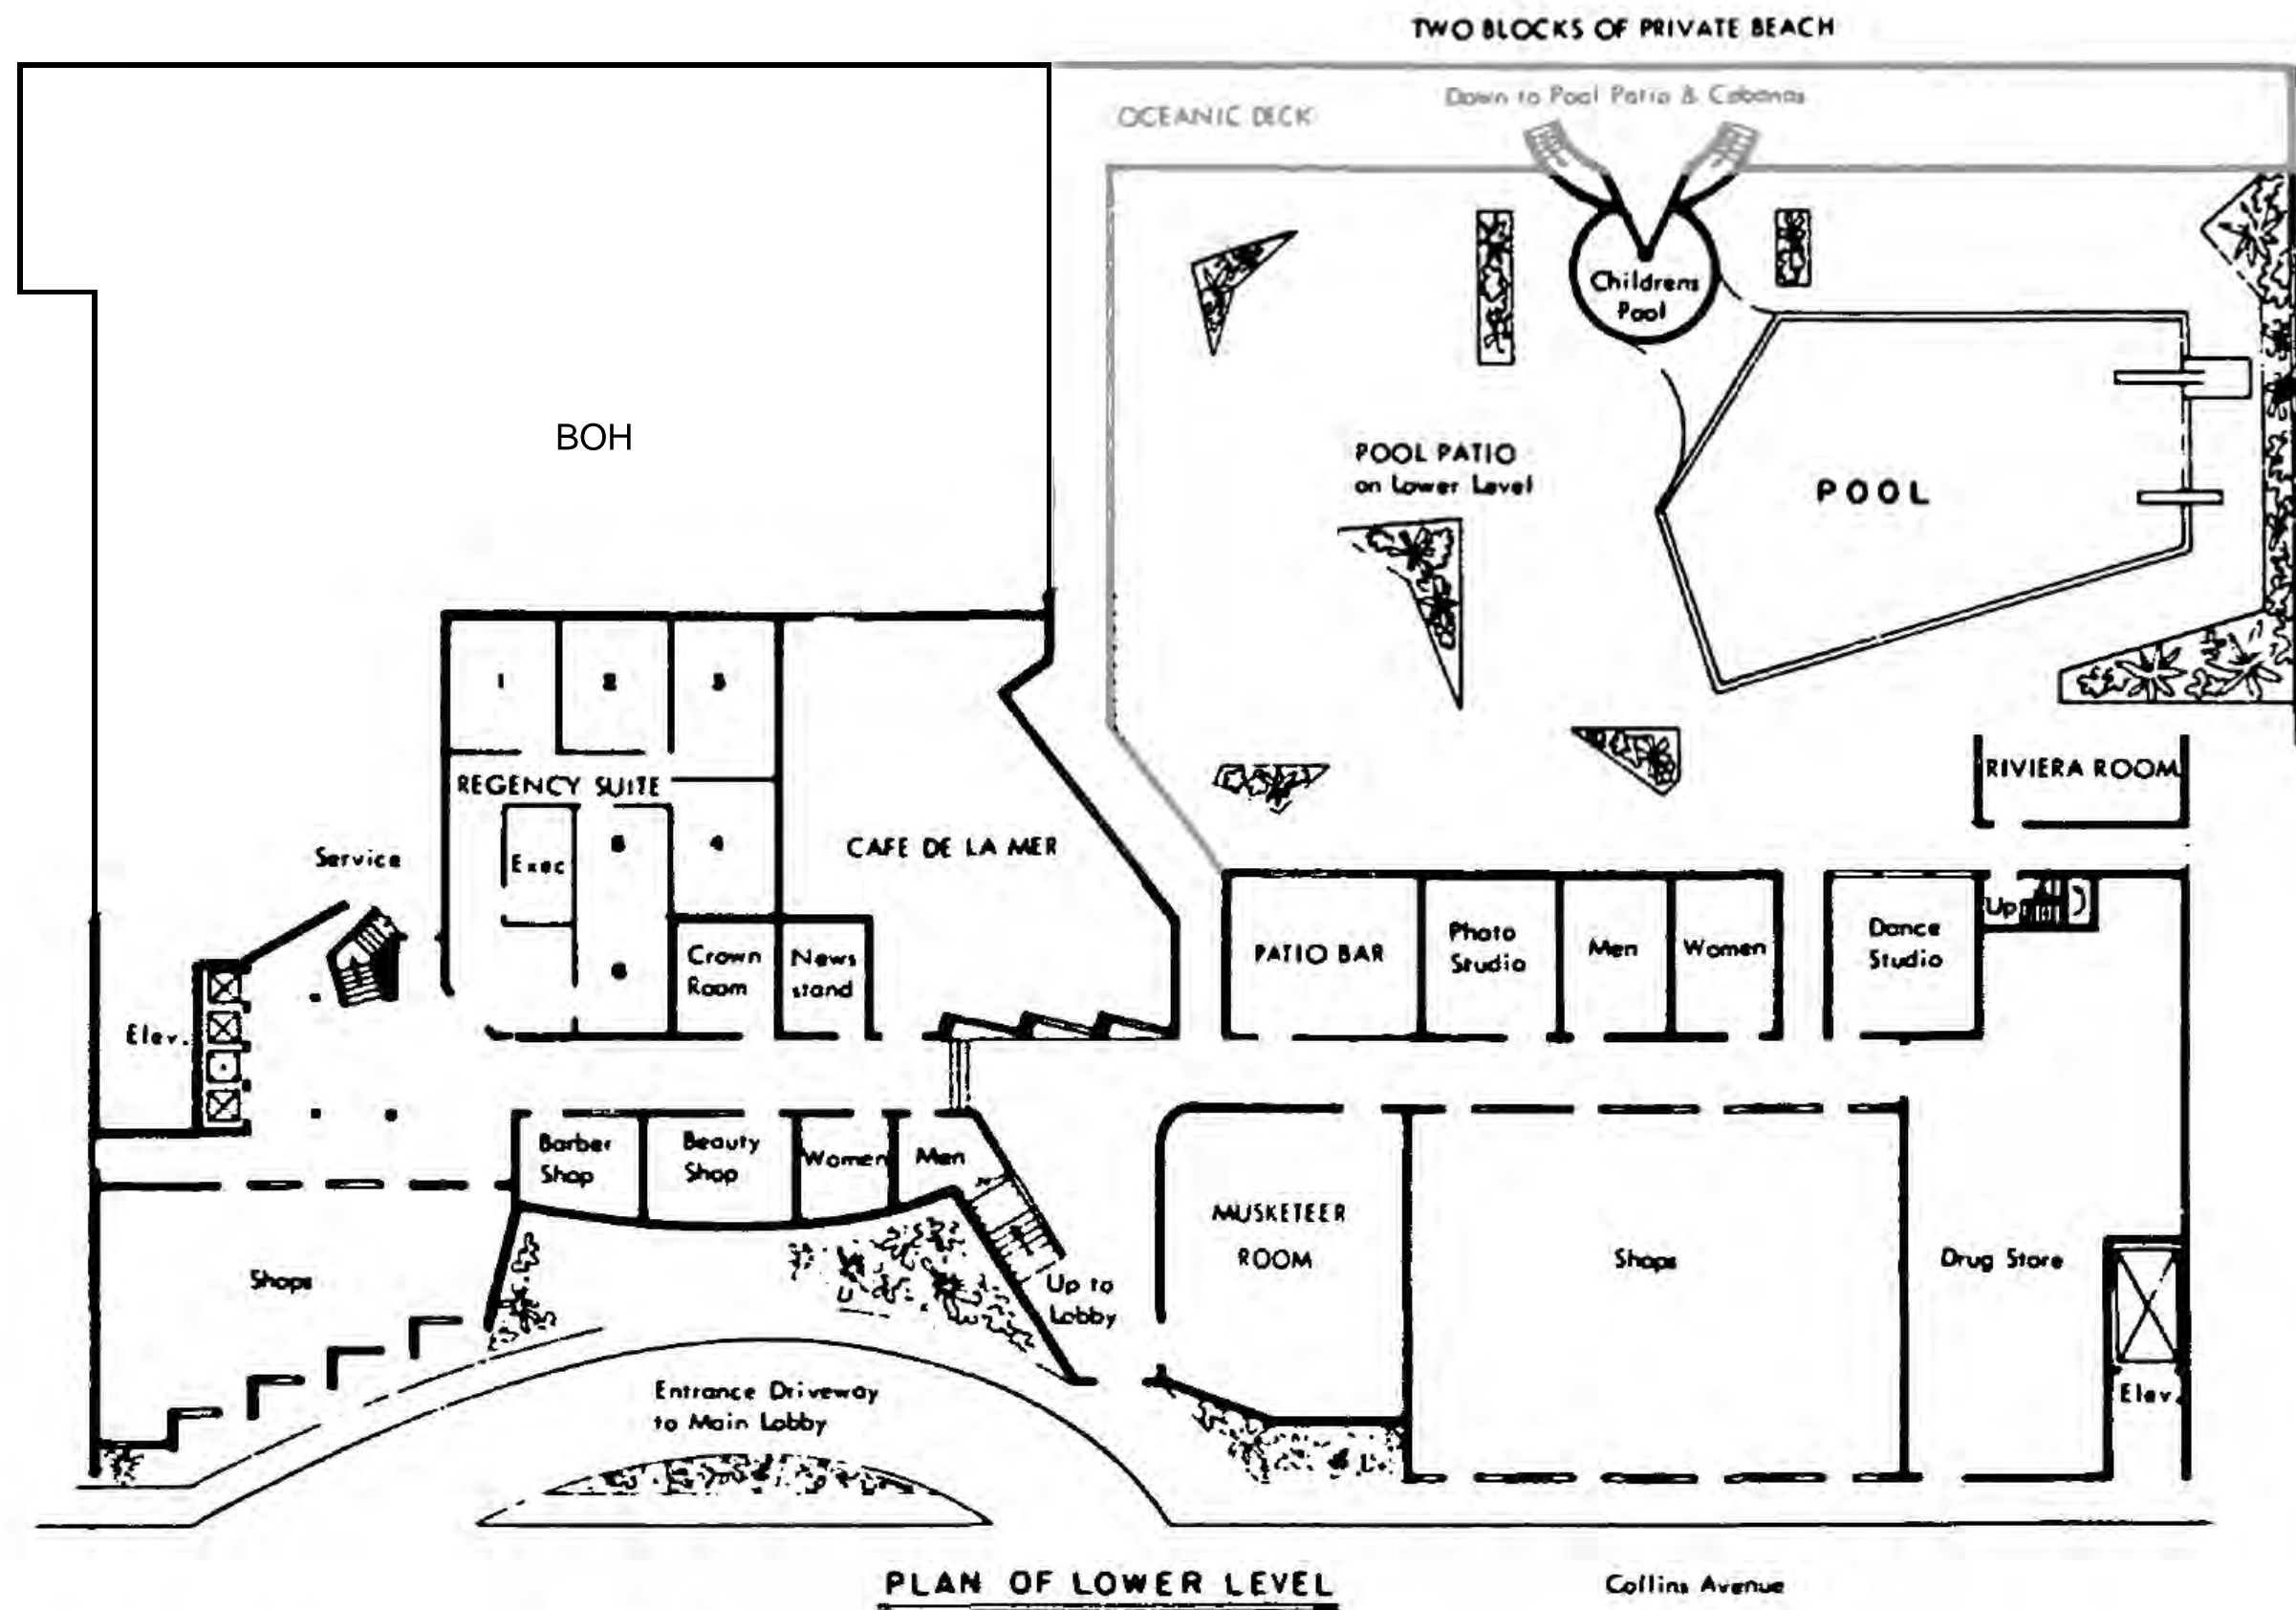 TWO BLOCKS OF PRIVATE BEACH
OCEANIC DECK
Down to Pool Patio & Cabanas
Childrens
Pool
BOH
POOL PATIO
on Lower Level
POOL
1
2
3
REGENCY SUITE
RIVIERA ROOM
Service
Exec
5
4
CAFE DE LA MER
Up
Crown
Room
News
stand
6
PATIO BAR
Photo
Studio
Men
Women
Dance
Studio
Elev.
Barber
Shop
Beauty
Shop
Women
Men
MUSKETEER
ROOM
Shops
Shops
Drug Store
Up to
Lobby
Entrance Driveway
to Main Lobby
Elev.
PLAN OF LOWER LEVEL
Collins Avenue